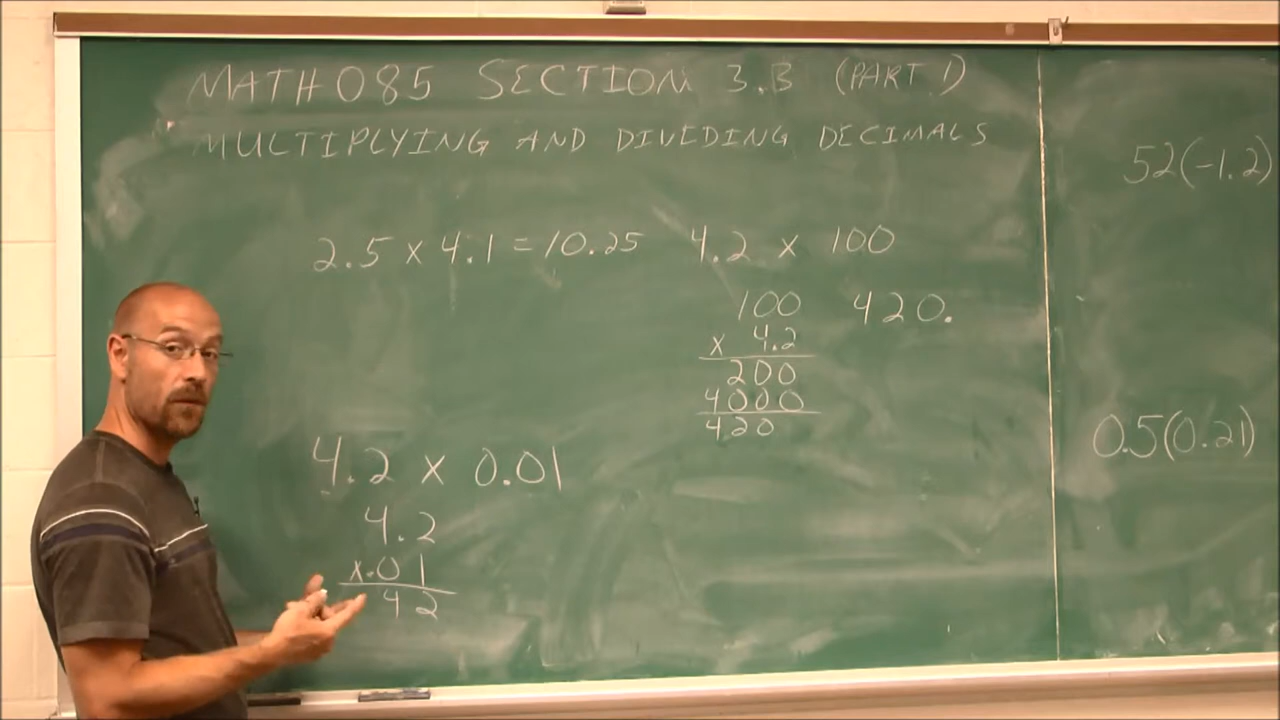 MATH 085 SECTION 3.3 (PART 1)
MULTIPLYING AND DIVIDING DECIMALS
2.5 x 4.1 = 10.25
4.2 x 100
100
x 4.2
200
4000
420
420.
4.2 x 0.01
4.2
x.01
42
52(-1.2)
0.5(0.21)